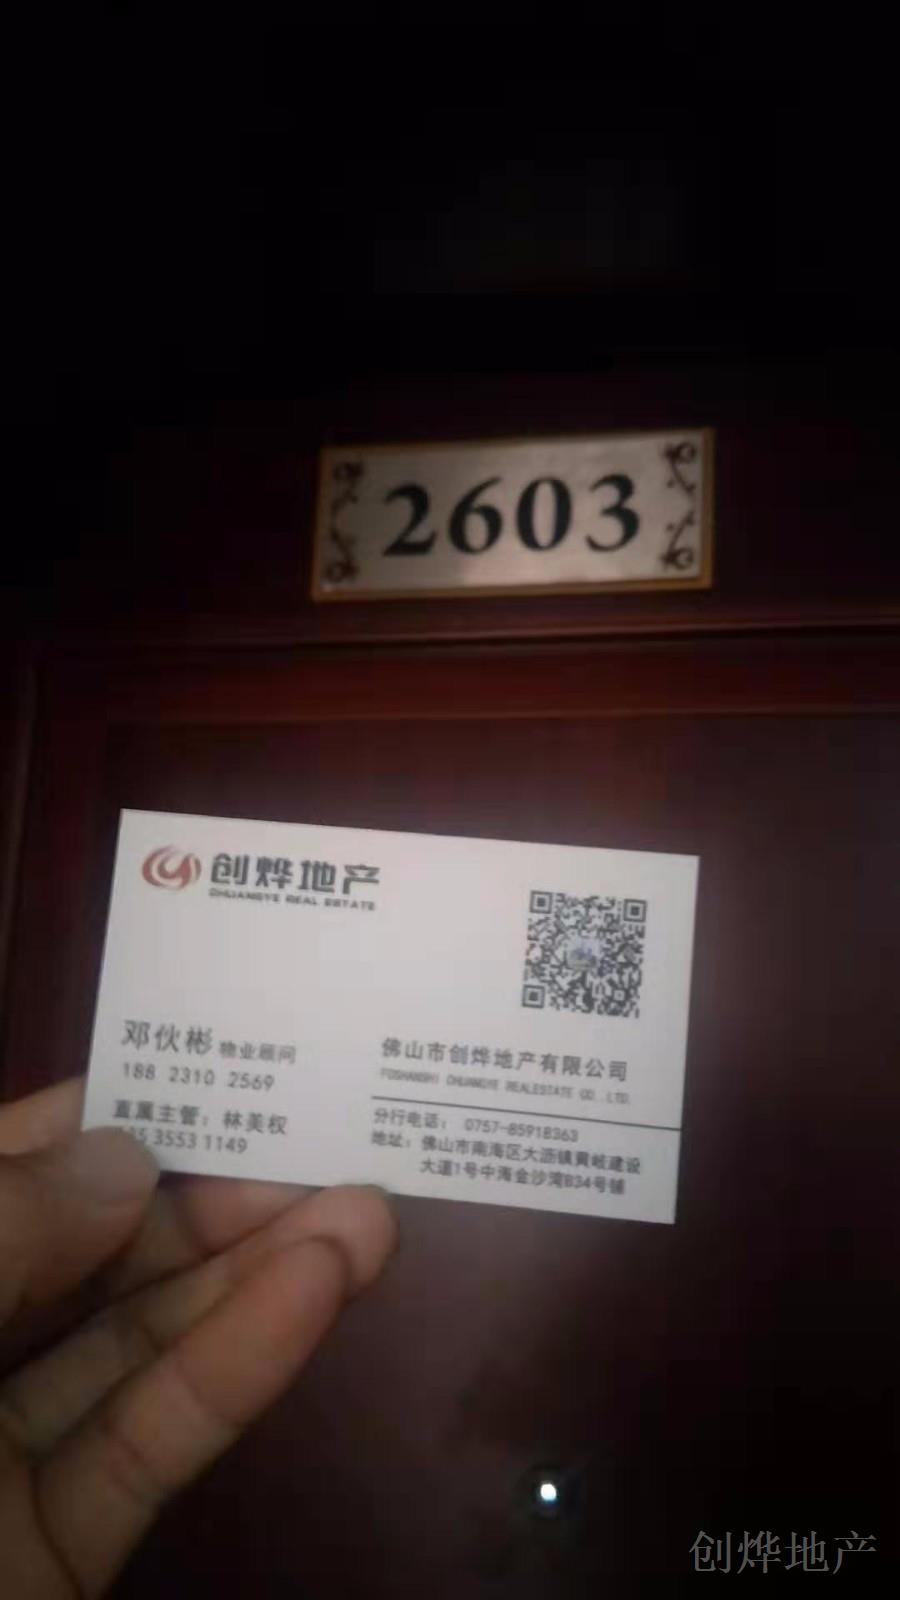 2603
创烨地产
CHUANGYE REAL ESTATE
邓伙彬 物业顾问
188 2310 2569
直属主管：林美权
35 3553 1149
佛山市创烨地产有限公司
FOSHANSHI CHUANGYE REALESTATE CO.,LTD.
分行电话： 0757-85918363
地址：佛山市南海区大沥镇黄岐建设
大道1号中海金沙湾B34号铺
创烨地产